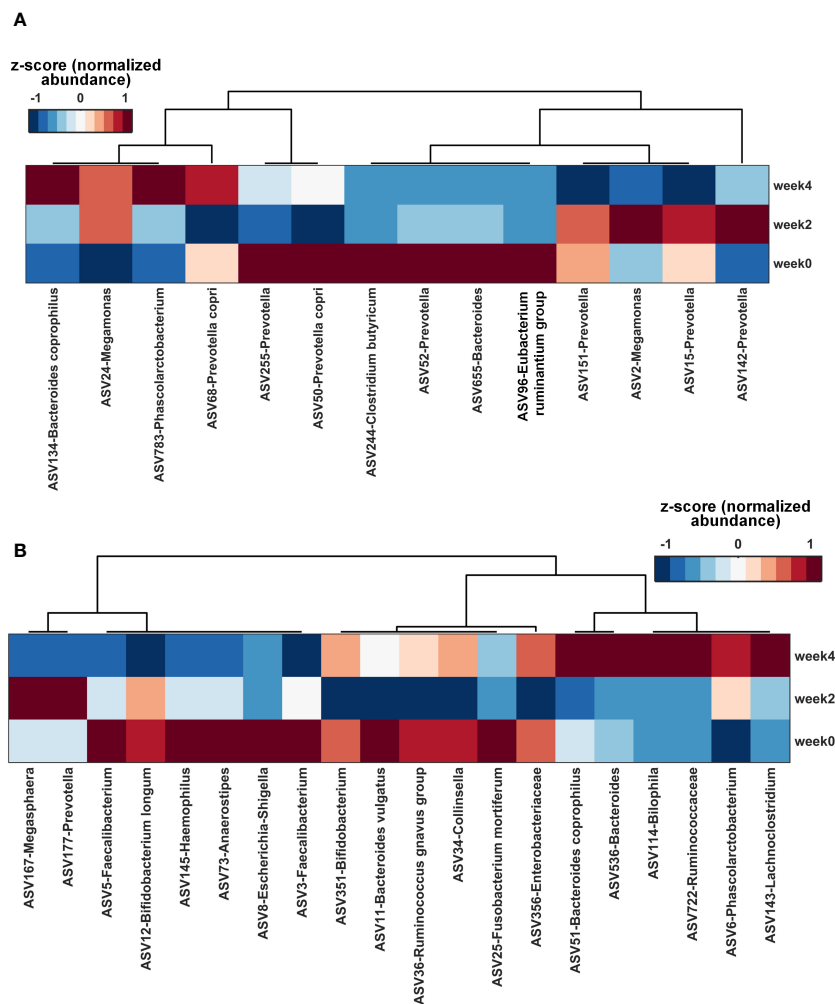 A
z-score (normalized
abundance)
-1 0 1
week4
week2
week0
ASV134-Bacteroides coprophilus
ASV24-Megamonas
ASV783-Phascolarctobacterium
ASV68-Prevotella copri
ASV255-Prevotella
ASV50-Prevotella copri
ASV244-Clostridium butyricum
ASV52-Prevotella
ASV655-Bacteroides
ASV96-Eubacterium
ruminantium group
ASV151-Prevotella
ASV2-Megamonas
ASV15-Prevotella
ASV142-Prevotella
B
z-score (normalized
abundance)
-1 0 1
week4
week2
week0
ASV167-Megasphaera
ASV177-Prevotella
ASV5-Faecalibacterium
ASV12-Bifidobacterium longum
ASV145-Haemophilus
ASV73-Anaerostipes
ASV8-Escherichia-Shigella
ASV3-Faecalibacterium
ASV351-Bifidobacterium
ASV11-Bacteroides vulgatus
ASV36-Ruminococcus gnavus group
ASV34-Collinsella
ASV25-Fusobacterium mortiferum
ASV356-Enterobacteriaceae
ASV51-Bacteroides coprophilus
ASV536-Bacteroides
ASV114-Bilophila
ASV722-Ruminococcaceae
ASV6-Phascolarctobacterium
ASV143-Lachnoclostridium